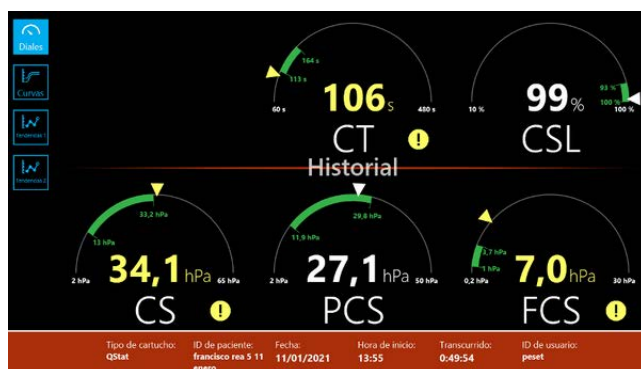 Diales
Curvas
Tendencias 1
Tendencias 2
164 s
113 s
106 s
60 s
450 s
CT
!
93 %
100 %
99 %
10 %
100 %
CSL
Historial
33,2 hPa
13 hPa
34,1 hPa
2 hPa
65 hPa
CS
!
29,8 hPa
11,9 hPa
27,1 hPa
2 hPa
50 hPa
PCS
3,7 hPa
1 hPa
7,0 hPa
0,2 hPa
30 hPa
FCS
!
Tipo de cartucho:
QStat
ID de paciente:
francisco rea 5 11
enero
Fecha:
11/01/2021
Hora de inicio:
13:55
Transcurrido:
0:49:54
ID de usuario:
peset